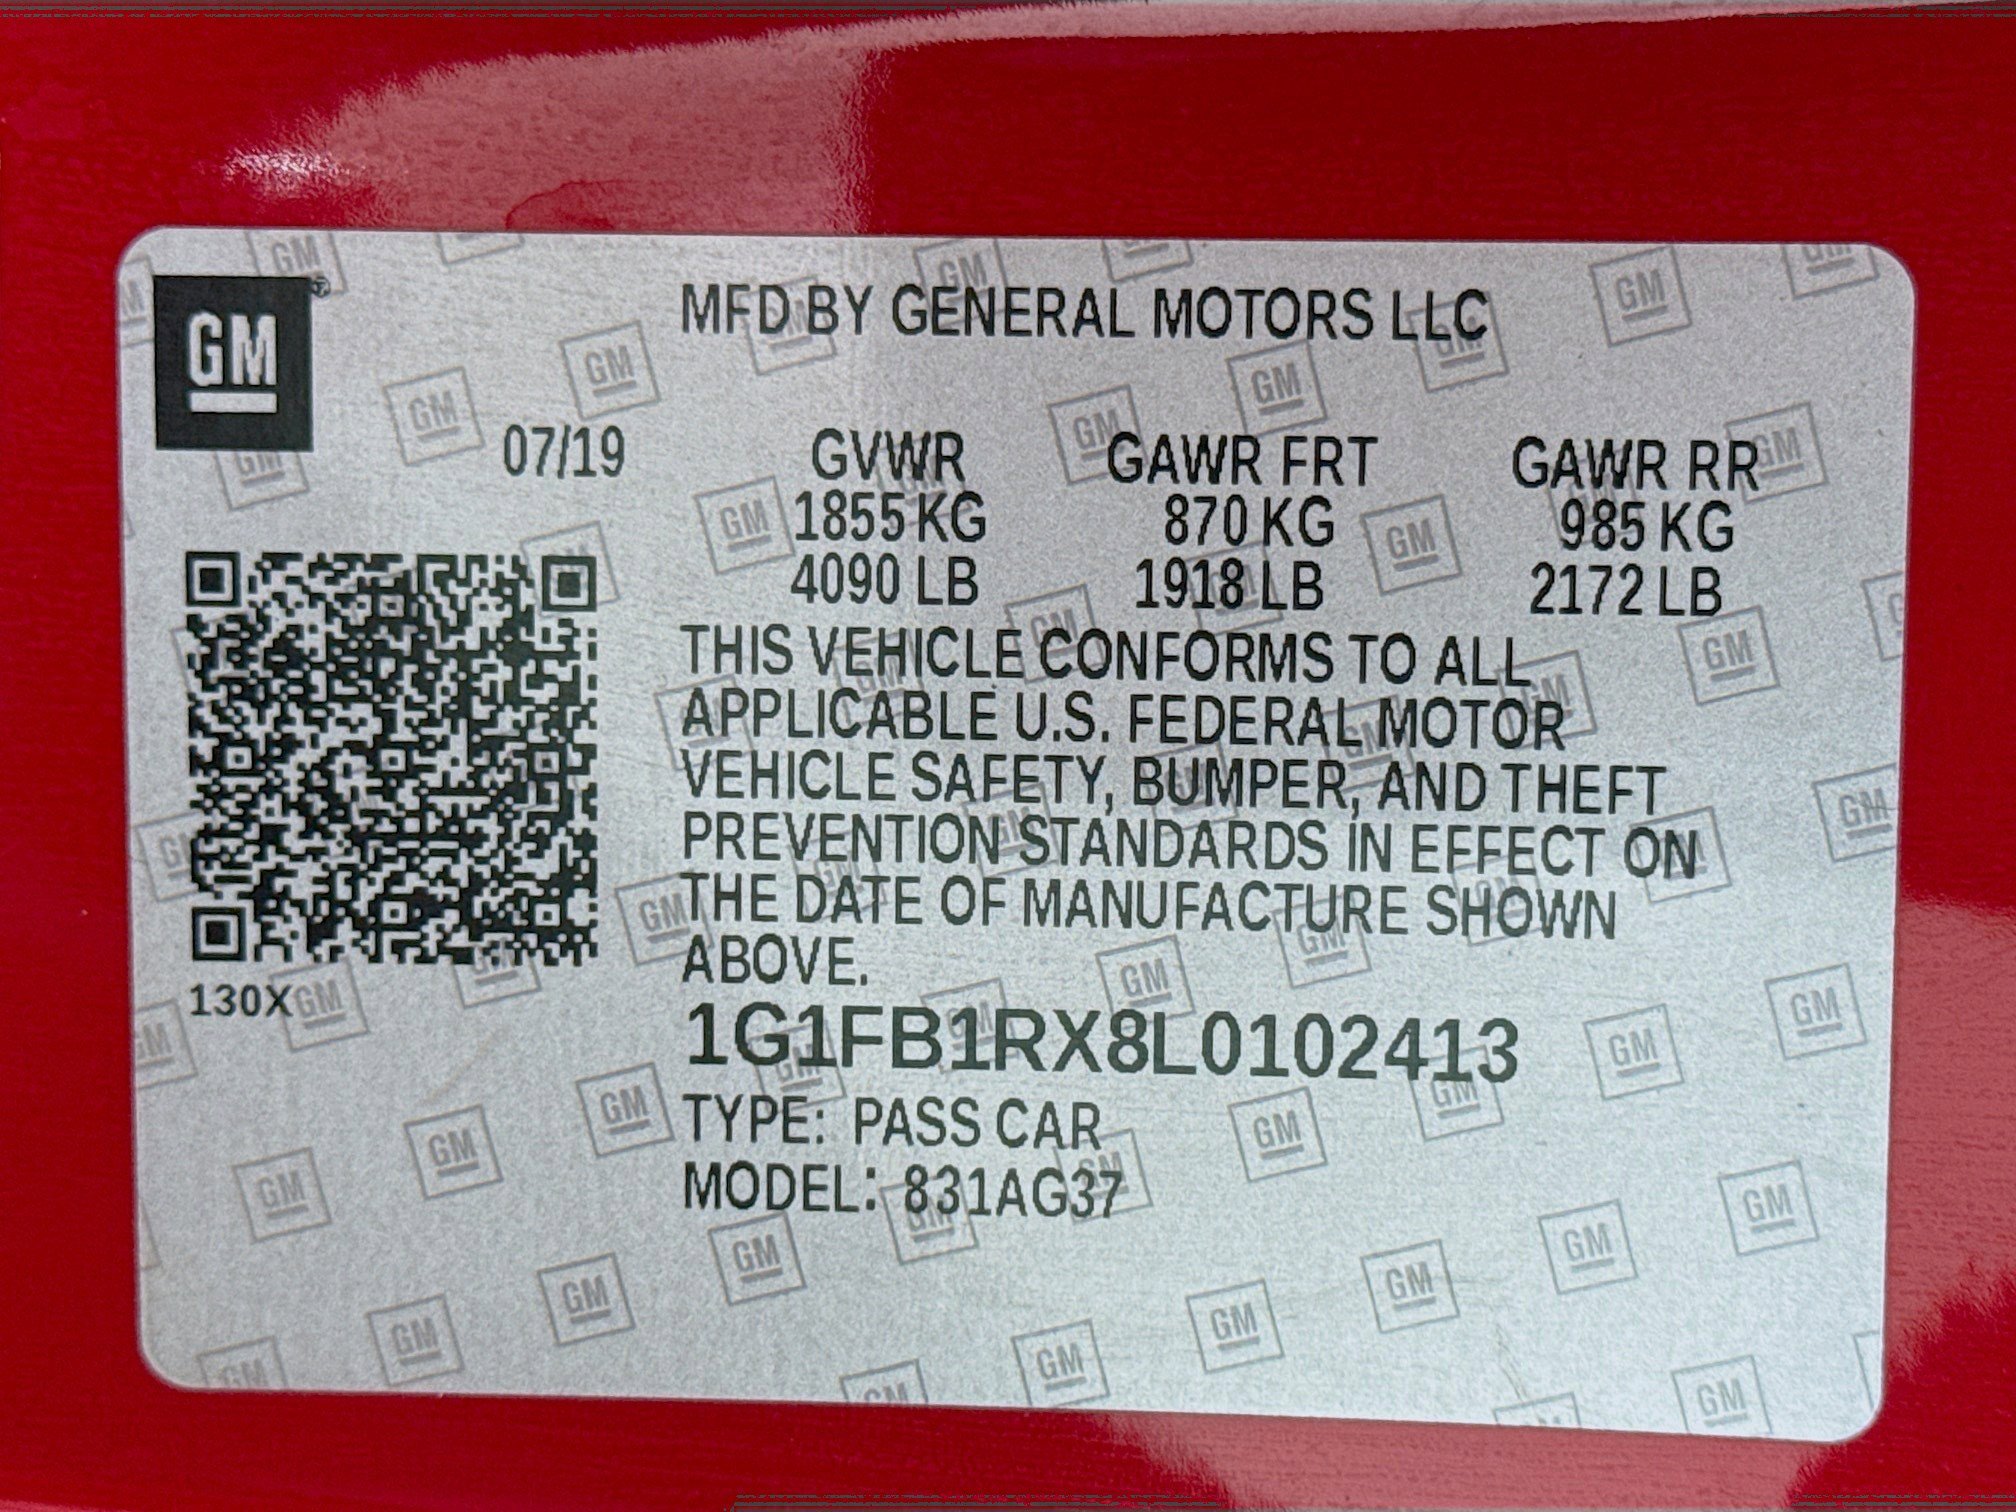 GM
MFD BY GENERAL MOTORS LLC
07/19 GVWR GAWR FRT GAWR RR
1855 KG 870 KG 985 KG
4090 LB 1918 LB 2172 LB
THIS VEHICLE CONFORMS TO ALL
APPLICABLE U.S. FEDERAL MOTOR
VEHICLE SAFETY, BUMPER, AND THEFT
PREVENTION STANDARDS IN EFFECT ON
THE DATE OF MANUFACTURE SHOWN
ABOVE.
130X
1G1FB1RX8L0102413
TYPE: PASS CAR
MODEL: 831AG37